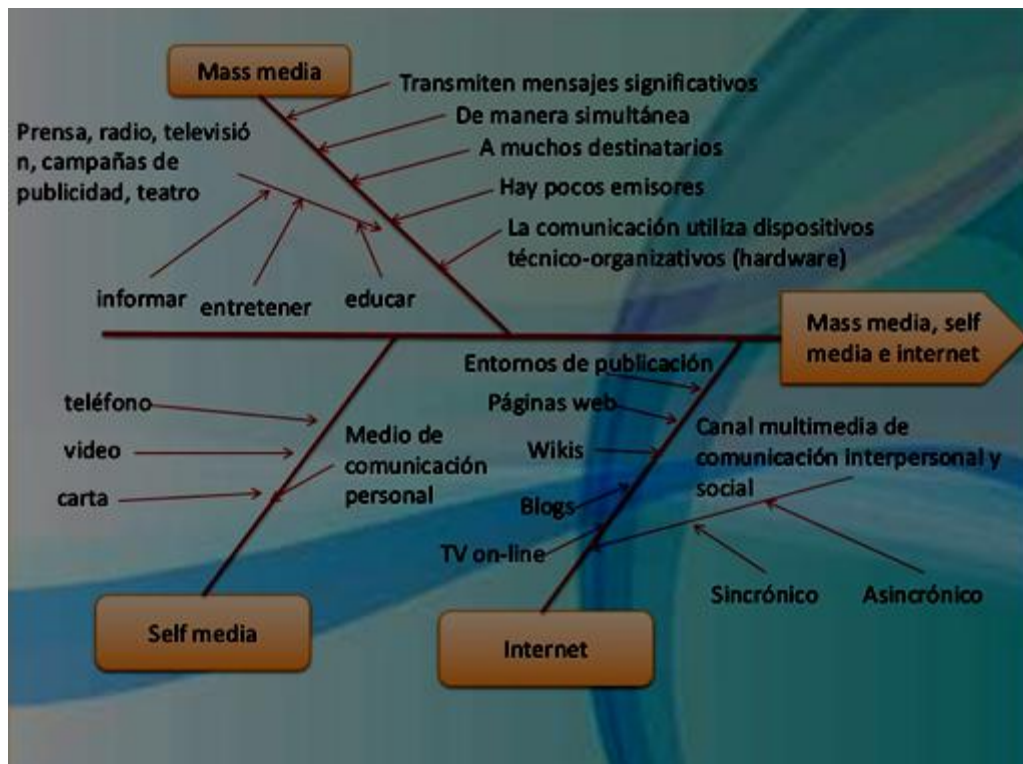 Mass media
Transmiten mensajes significativos
De manera simultánea
A muchos destinatarios
Hay pocos emisores
La comunicación utiliza dispositivos
técnico-organizativos (hardware)
Prensa, radio, televisió
n, campañas de
publicidad, teatro
informar
entretener
educar
Mass media, self
media e internet
teléfono
video
carta
Medio de
comunicación
personal
Self media
Entornos de publicación
Páginas web
Wikis
Blogs
TV on-line
Canal multimedia de
comunicación interpersonal y
social
Sincrónico
Asincrónico
Internet